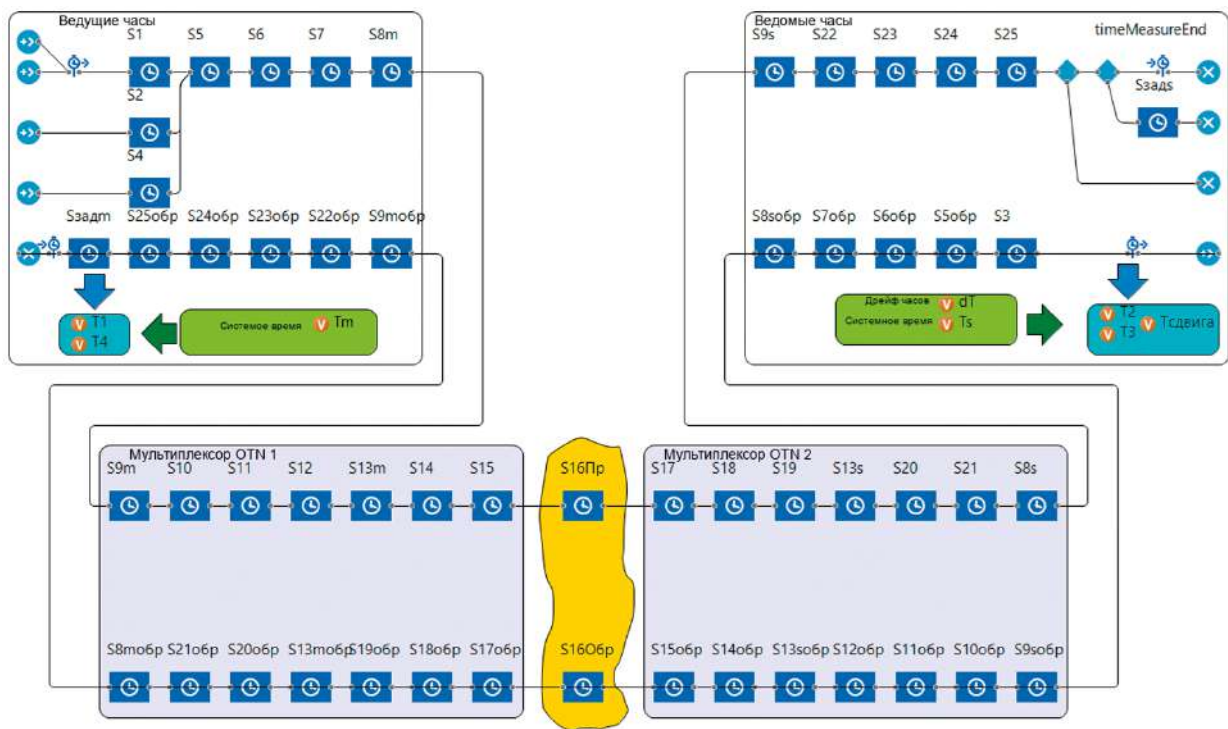 Ведущие часы
S1 S5 S6 S7 S8m
S2
S4
Sзадm S25обр S24обр S23обр S22обр S9mобр
T1
T4
Системое время Tm
Ведомые часы
S9s S22 S23 S24 S25 timeMeasureEnd
Sзадs
S8sобр S7обр S6обр S5обр S3
Дрейф часов dT
Системное время Ts
T2
T3 Tсдвига
Мультиплексор OTN 1
S9m S10 S11 S12 S13m S14 S15
S8mобр S21обр S20обр S13mобр S19обр S18обр S17обр
S16Пр
S16Обр
Мультиплексор OTN 2
S17 S18 S19 S13s S20 S21 S8s
S15обр S14обр S13sобр S12обр S11обр S10обр S9sобр